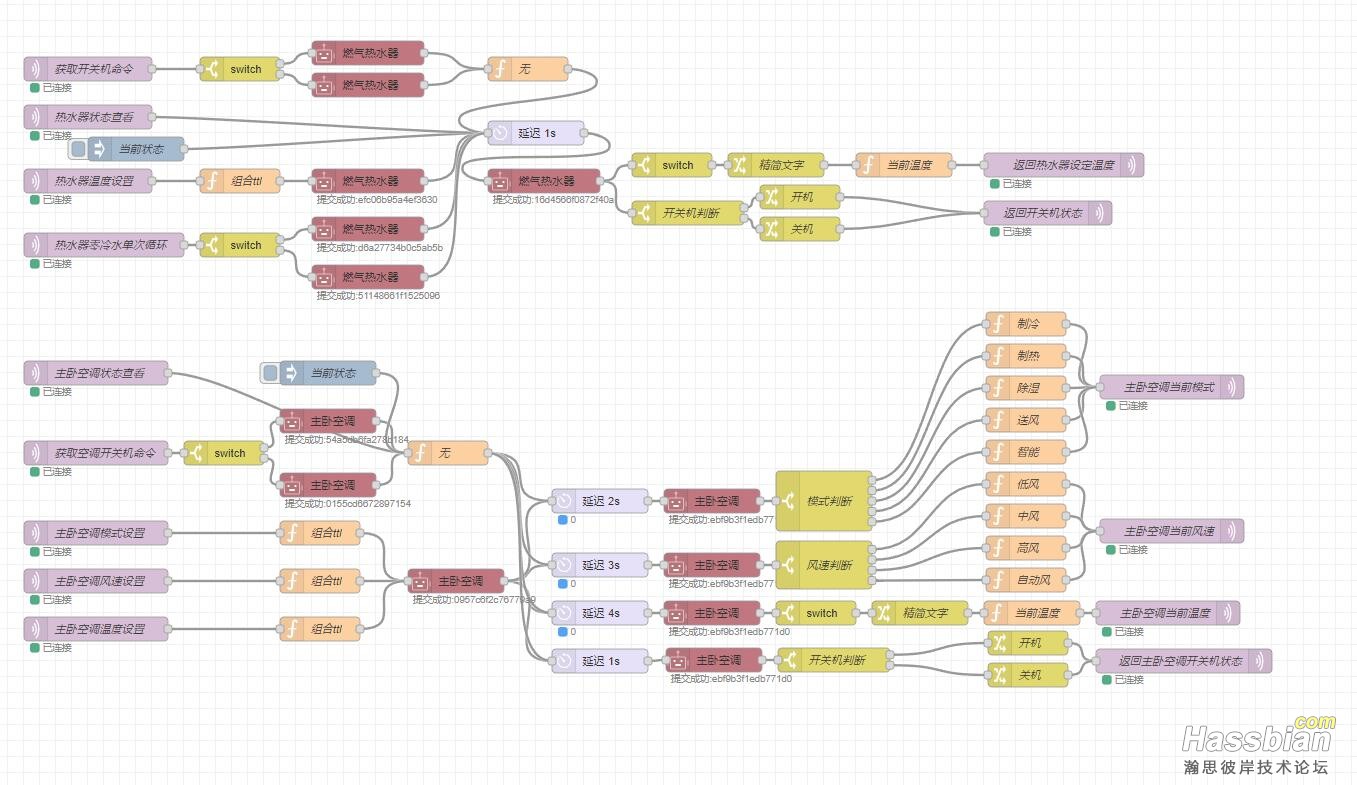 获取开关机命令
已连接
switch
燃气热水器
燃气热水器
无
热水器状态查看
已连接
当前状态
延迟 1s
热水器温度设置
已连接
组合ttl
燃气热水器
提交成功:efc06b95a4ef3630
燃气热水器
提交成功:16d4566f0872f40a
switch
精简文字
当前温度
返回热水器设定温度
已连接
开关机判断
开机
关机
返回开关机状态
已连接
热水器零冷水单次循环
已连接
switch
燃气热水器
提交成功:d6a27734b0c5ab5b
燃气热水器
提交成功:51148661f1525096
主卧空调状态查看
已连接
当前状态
主卧空调
提交成功:54a5db6fa278b184
获取空调开关机命令
已连接
switch
主卧空调
提交成功:0155cd6672897154
无
主卧空调模式设置
已连接
组合ttl
主卧空调风速设置
已连接
组合ttl
主卧空调
提交成功:0957c6f2c76779a9
主卧空调温度设置
已连接
组合ttl
延迟 2s
0
主卧空调
提交成功:ebf9b3f1edb77
模式判断
延迟 3s
0
主卧空调
提交成功:ebf9b3f1edb77
风速判断
制冷
制热
除湿
送风
智能
主卧空调当前模式
已连接
低风
中风
高风
自动风
主卧空调当前风速
已连接
延迟 4s
0
主卧空调
提交成功:ebf9b3f1edb771d0
switch
精简文字
当前温度
主卧空调当前温度
已连接
延迟 1s
主卧空调
提交成功:ebf9b3f1edb771d0
开关机判断
开机
关机
返回主卧空调开关机状态
已连接
Hassbian
com
瀚思彼岸技术论坛